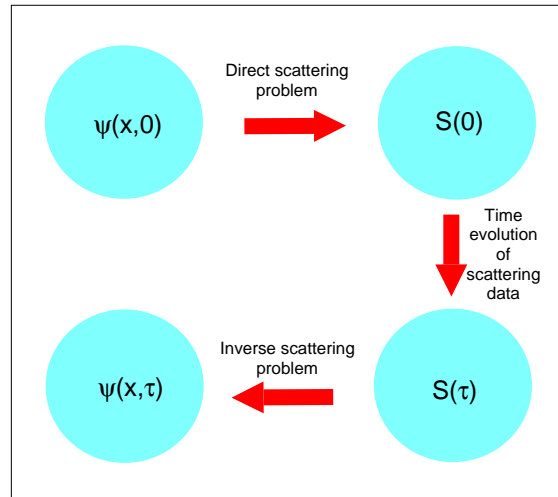 Direct scattering
problem
ψ(x,0)
S(0)
Time
evolution
of
scattering
data
Inverse scattering
problem
ψ(x,τ)
S(τ)